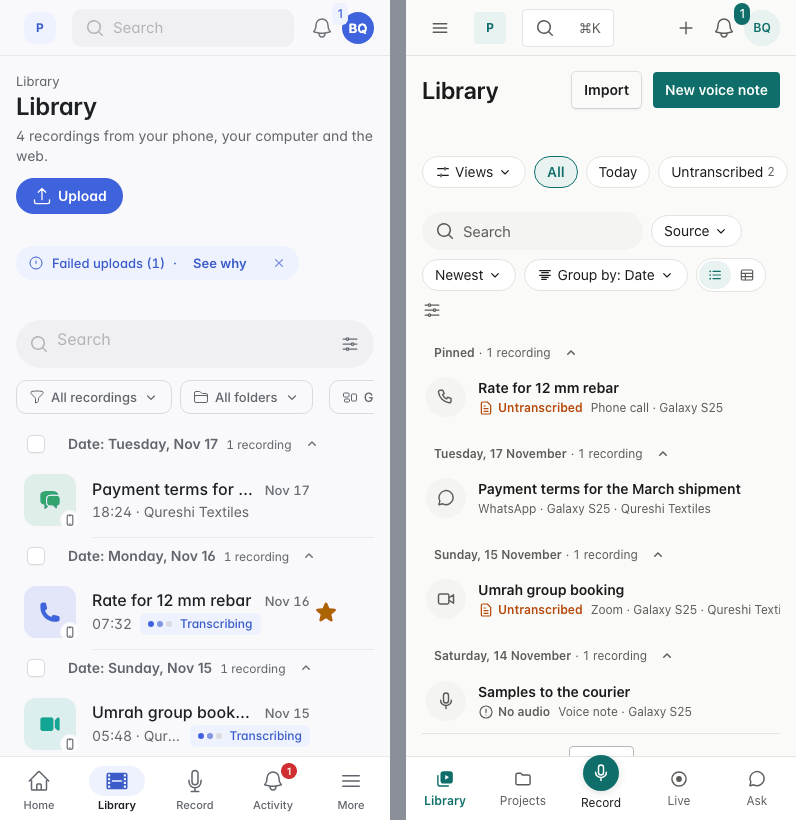 P
Search
1
BQ
Library
Library
4 recordings from your phone, your computer and the
web.
Upload
Failed uploads (1) · See why
Search
All recordings
All folders
G
Date: Tuesday, Nov 17 1 recording
Payment terms for ... Nov 17
18:24 · Qureshi Textiles
Date: Monday, Nov 16 1 recording
Rate for 12 mm rebar Nov 16
07:32 Transcribing
Date: Sunday, Nov 15 1 recording
Umrah group book... Nov 15
05:48 · Qur... Transcribing
Home
Library
Record
1
Activity
More
P
⌘K
1
BQ
Library
Import
New voice note
Views
All
Today
Untranscribed 2
Search
Source
Newest
Group by: Date
Pinned · 1 recording
Rate for 12 mm rebar
Untranscribed Phone call · Galaxy S25
Tuesday, 17 November · 1 recording
Payment terms for the March shipment
WhatsApp · Galaxy S25 · Qureshi Textiles
Sunday, 15 November · 1 recording
Umrah group booking
Untranscribed Zoom · Galaxy S25 · Qureshi Texti
Saturday, 14 November · 1 recording
Samples to the courier
No audio Voice note · Galaxy S25
Library
Projects
Record
Live
Ask